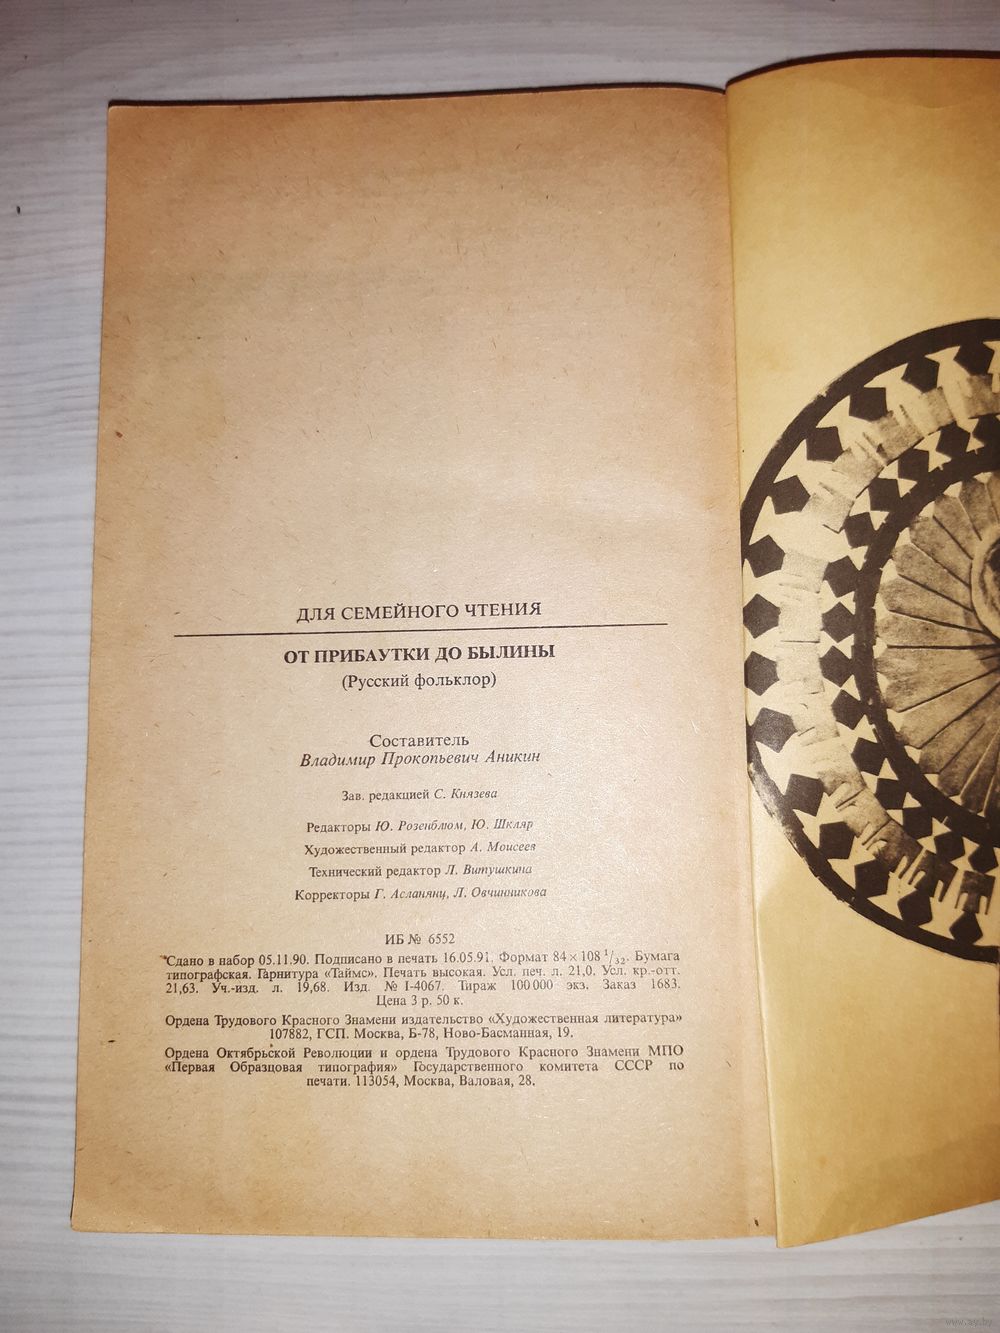 ДЛЯ СЕМЕЙНОГО ЧТЕНИЯ
ОТ ПРИБАУТКИ ДО БЫЛИНЫ
(Русский фольклор)
Составитель
Владимир Прокопьевич Аникин
Зав. редакцией С. Князева
Редакторы Ю. Розенблюм, Ю. Шкляр
Художественный редактор А. Моисеев
Технический редактор Л. Витушкина
Корректоры Г. Асланянц, Л. Овчинникова
ИБ № 6552
Сдано в набор 05.11.90. Подписано в печать 16.05.91. Формат 84×108 1/32. Бумага
типографская. Гарнитура «Таймс». Печать высокая. Усл. печ. л. 21,0. Усл. кр.-отт.
21,63. Уч.-изд. л. 19,68. Изд. № I-4067. Тираж 100 000 экз. Заказ 1683.
Цена 3 р. 50 к.
Ордена Трудового Красного Знамени издательство «Художественная литература»
107882, ГСП. Москва, Б-78, Ново-Басманная, 19.
Ордена Октябрьской Революции и ордена Трудового Красного Знамени МПО
«Первая Образцовая типография» Государственного комитета СССР по
печати. 113054, Москва, Валовая, 28.
www.ay.by